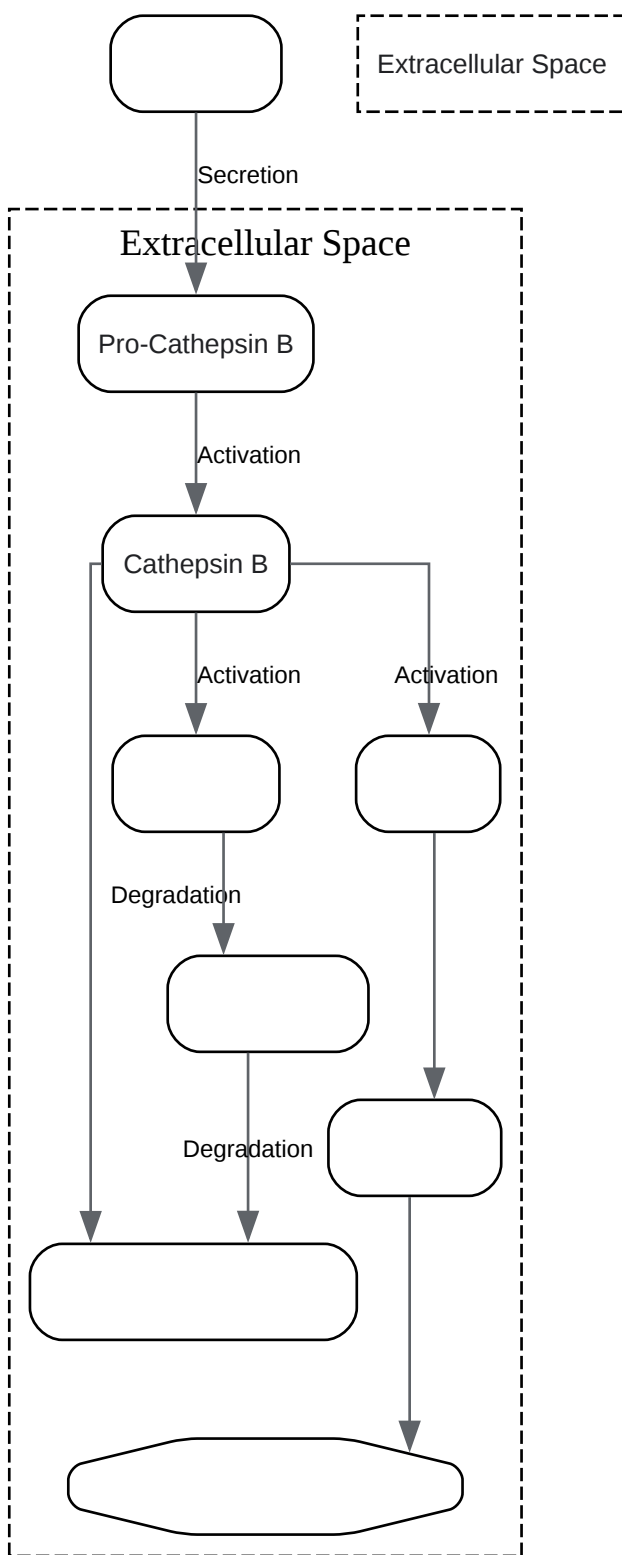 Extracellular Space
Secretion
Extracellular Space
Pro-Cathepsin B
Activation
Cathepsin B
Activation
Activation
Degradation
Degradation